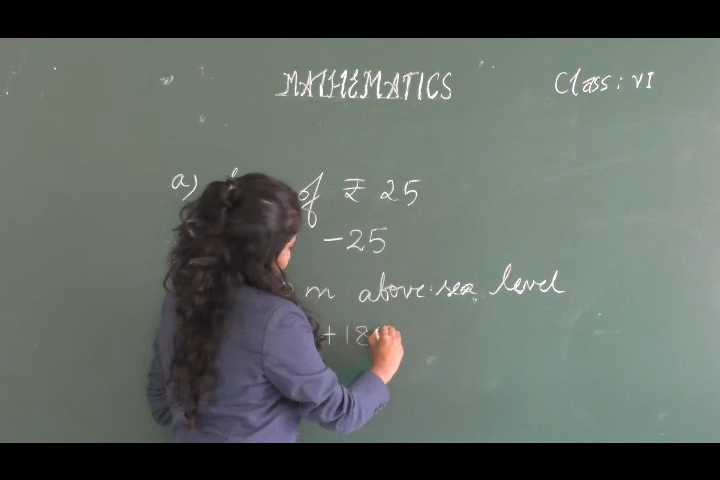 MATHEMATICS
Class: VI
a) of ₹ 25
-25
m above sea level
+18